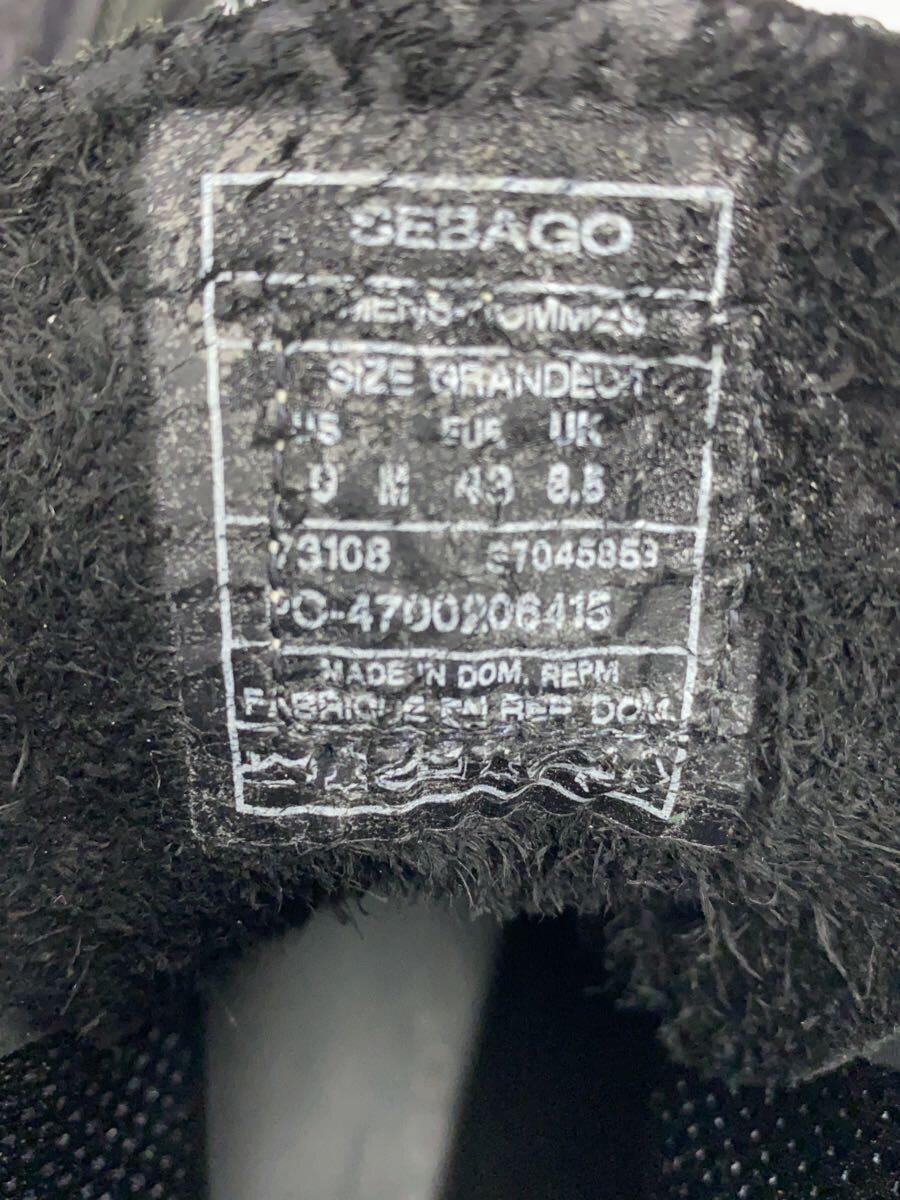 SEBAGO
MENS-HOMMES
SIZE GRANDEUR
US EUR UK
9 M 43 8.5
73108
PO-4700206415
MADE IN DOM. REP.
FABRIQUE EN REP. DOM.